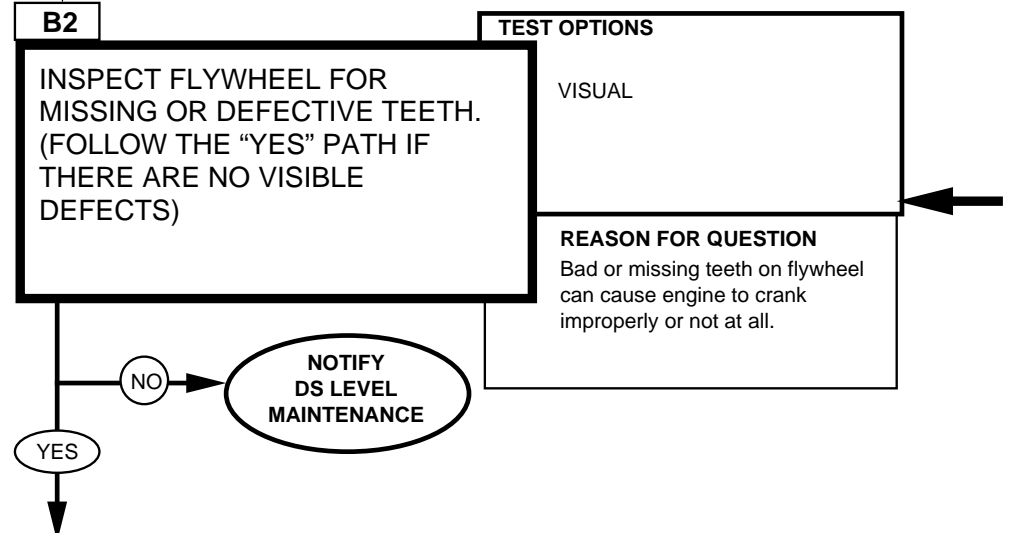 B2
INSPECT FLYWHEEL FOR
MISSING OR DEFECTIVE TEETH.
(FOLLOW THE “YES” PATH IF
THERE ARE NO VISIBLE
DEFECTS)
TEST OPTIONS
VISUAL
REASON FOR QUESTION
Bad or missing teeth on flywheel
can cause engine to crank
improperly or not at all.
NO
NOTIFY
DS LEVEL
MAINTENANCE
YES